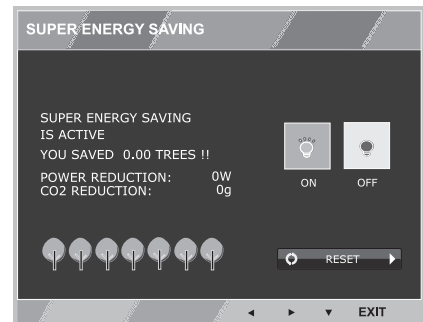 SUPER ENERGY SAVING
SUPER ENERGY SAVING
IS ACTIVE
YOU SAVED 0.00 TREES !!
POWER REDUCTION: 0W
CO2 REDUCTION: 0g
ON OFF
RESET
EXIT